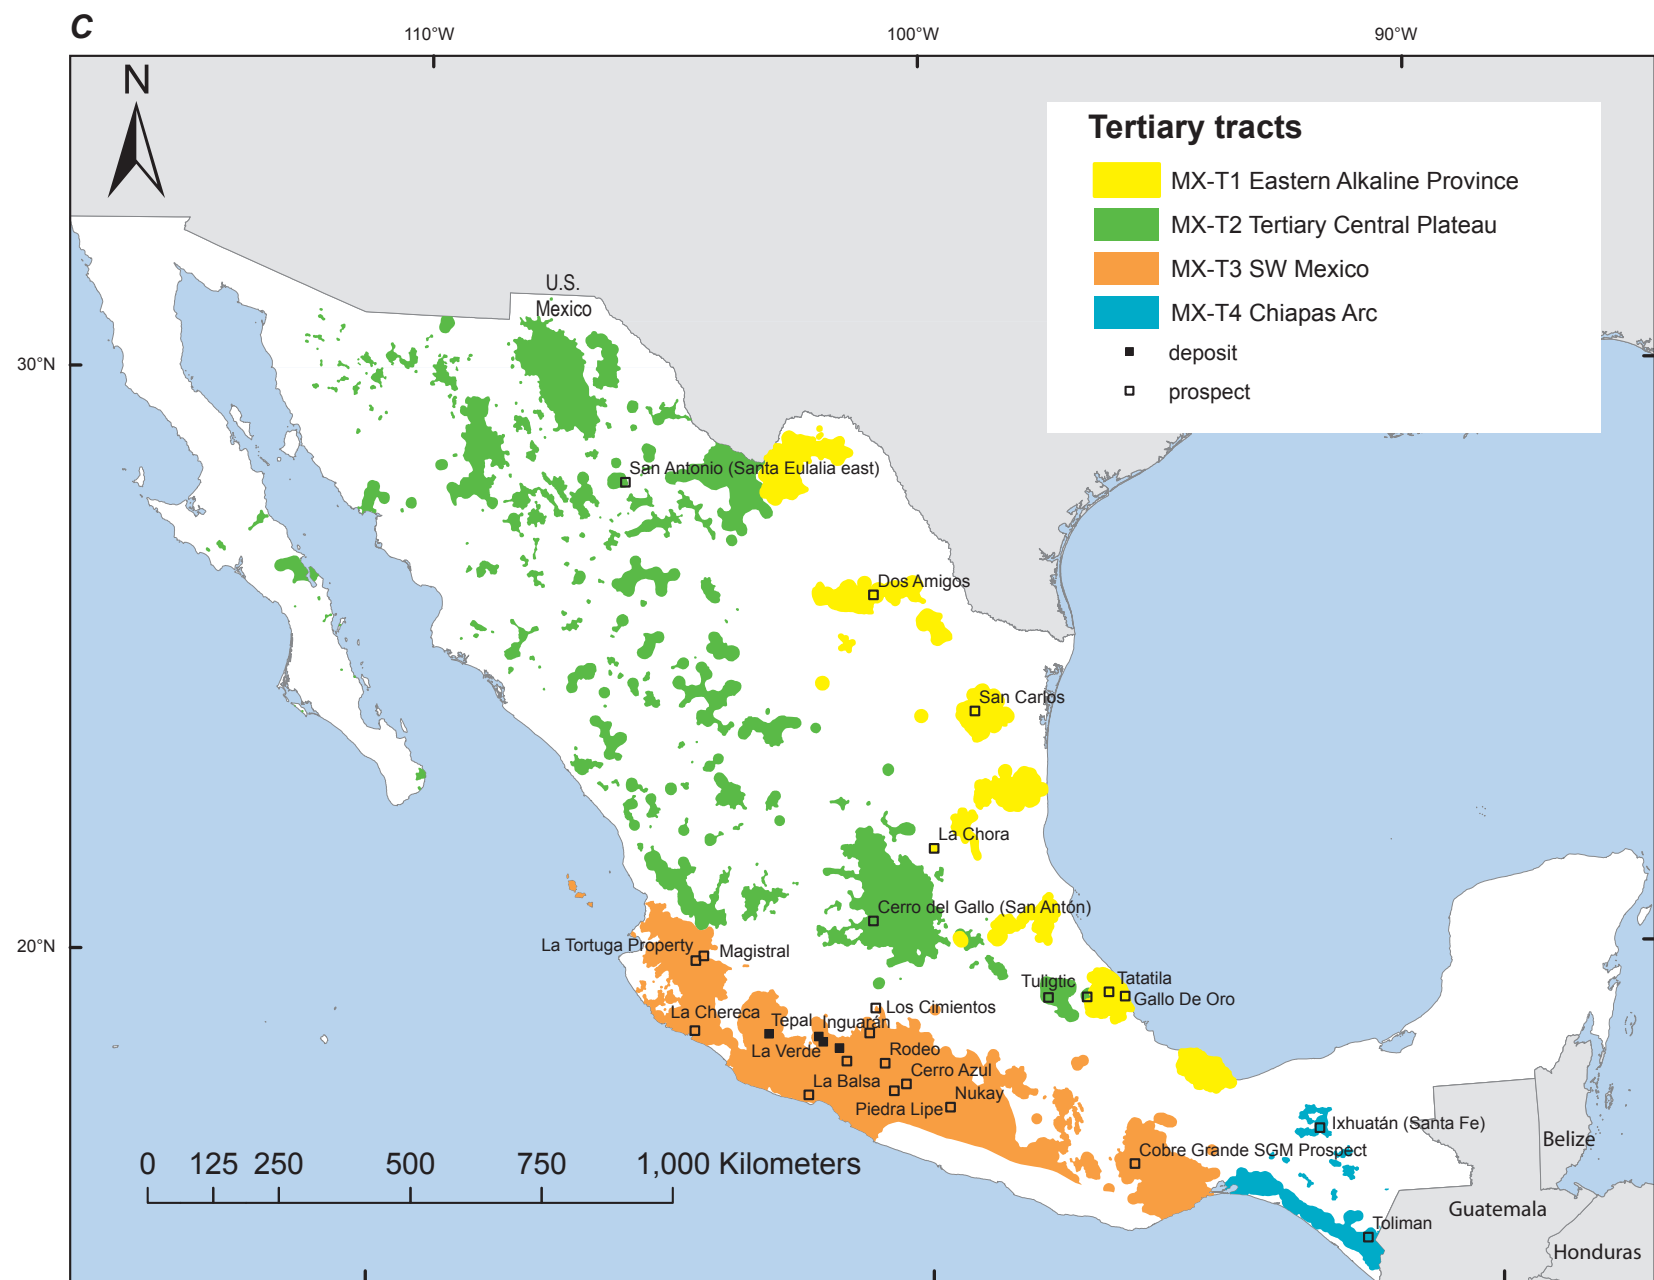 C
110°W
100°W
90°W
N
Tertiary tracts
MX-T1 Eastern Alkaline Province
MX-T2 Tertiary Central Plateau
MX-T3 SW Mexico
MX-T4 Chiapas Arc
deposit
prospect
U.S.
Mexico
30°N
San Antonio (Santa Eulalia east)
Dos Amigos
San Carlos
La Chora
Cerro del Gallo (San Antón)
20°N
La Tortuga Property
Magistral
Tuligtic
Tatatila
Gallo De Oro
La Chereca
Los Cimientos
Tepal
Inguarán
La Verde
Rodeo
La Balsa
Cerro Azul
Piedra Lipe
Nukay
Ixhuatán (Santa Fe)
Belize
Cobre Grande SGM Prospect
0 125 250 500 750 1,000 Kilometers
Guatemala
Toliman
Honduras